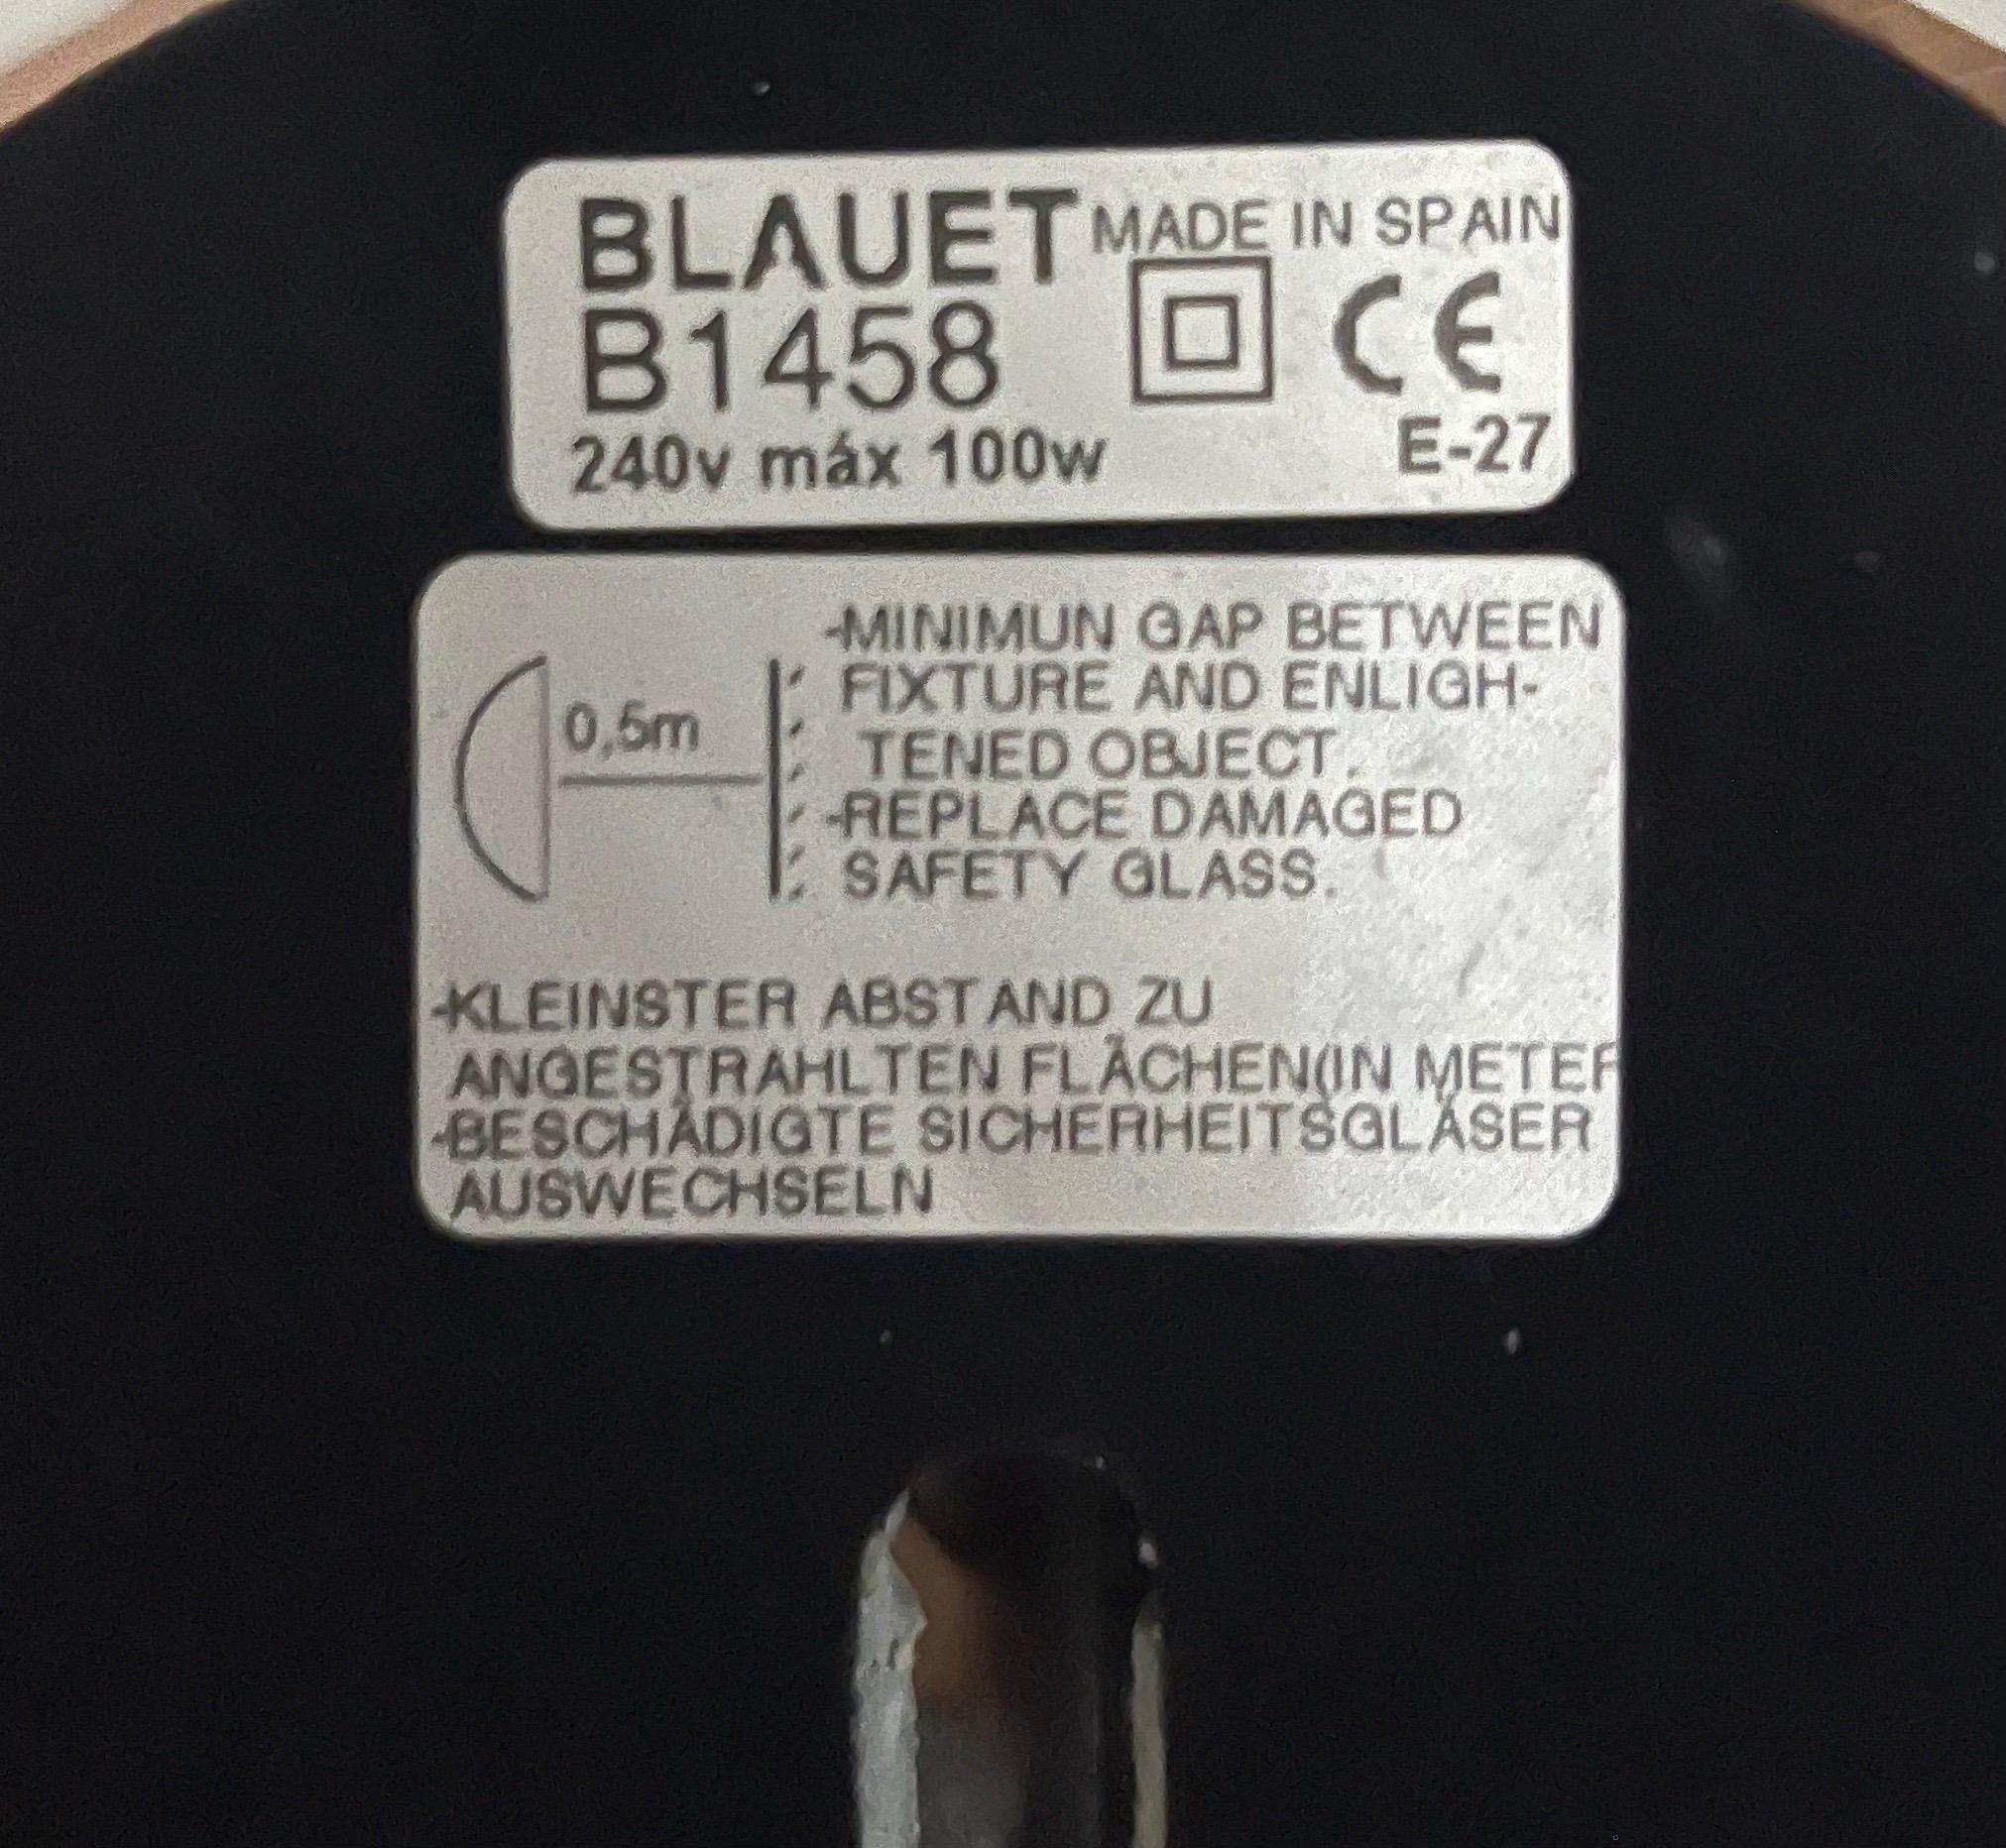 BLAUET MADE IN SPAIN
B1458 CE
240v máx 100w E-27
-MINIMUN GAP BETWEEN
FIXTURE AND ENLIGH-
0,5m
TENED OBJECT.
-REPLACE DAMAGED
SAFETY GLASS.
-KLEINSTER ABSTAND ZU
ANGESTRAHLTEN FLÄCHEN(IN METER
-BESCHÄDIGTE SICHERHEITSGLÄSER
AUSWECHSELN